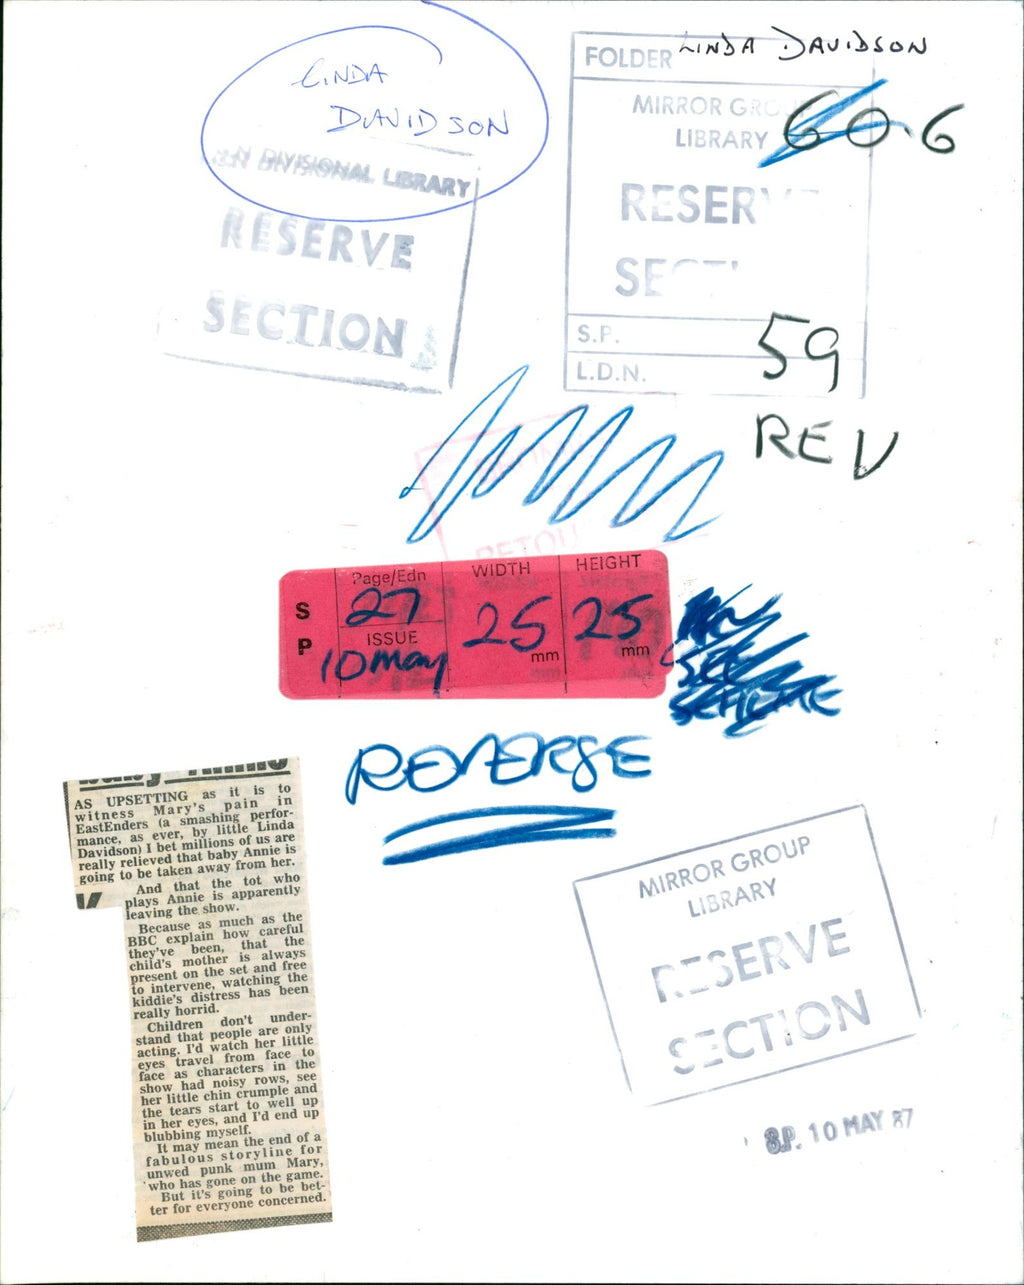 LINDA
DAVIDSON
DIVISIONAL LIBRARY
RESERVE
SECTION
FOLDER LINDA DAVIDSON
MIRROR GROUP
LIBRARY
60.6
RESERV
SECTI
S.P.
59
L.D.N.
REV
RETOU
S P
Page/Edn
27
ISSUE
10 May
WIDTH
25
mm
HEIGHT
25
mm
SEE
SCHEME
REVERSE
AS UPSETTING as it is to
witness Mary's pain in
EastEnders (a smashing perfor-
mance, as ever, by little Linda
Davidson) I bet millions of us are
really relieved that baby Annie is
going to be taken away from her.
And that the tot who
plays Annie is apparently
leaving the show.
Because as much as the
BBC explain how careful
they've been, that the
child's mother is always
present on the set and free
to intervene, watching the
kiddie's distress has been
really horrid.
Children don't under-
stand that people are only
acting. I'd watch her little
eyes travel from face to
face as characters in the
show had noisy rows, see
her little chin crumple and
the tears start to well up
in her eyes, and I'd end up
blubbing myself.
It may mean the end of a
fabulous storyline for
unwed punk mum Mary,
who has gone on the game.
But it's going to be bet-
ter for everyone concerned.
MIRROR GROUP
LIBRARY
RESERVE
SECTION
S.P. 10 MAY 87